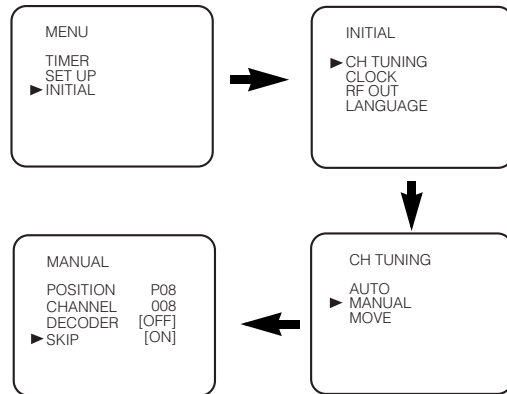 MENU
TIMER
SET UP
INITIAL
INITIAL
CH TUNING
CLOCK
RF OUT
LANGUAGE
CH TUNING
AUTO
MANUAL
MOVE
MANUAL
POSITION P08
CHANNEL 008
DECODER [OFF]
SKIP [ON]